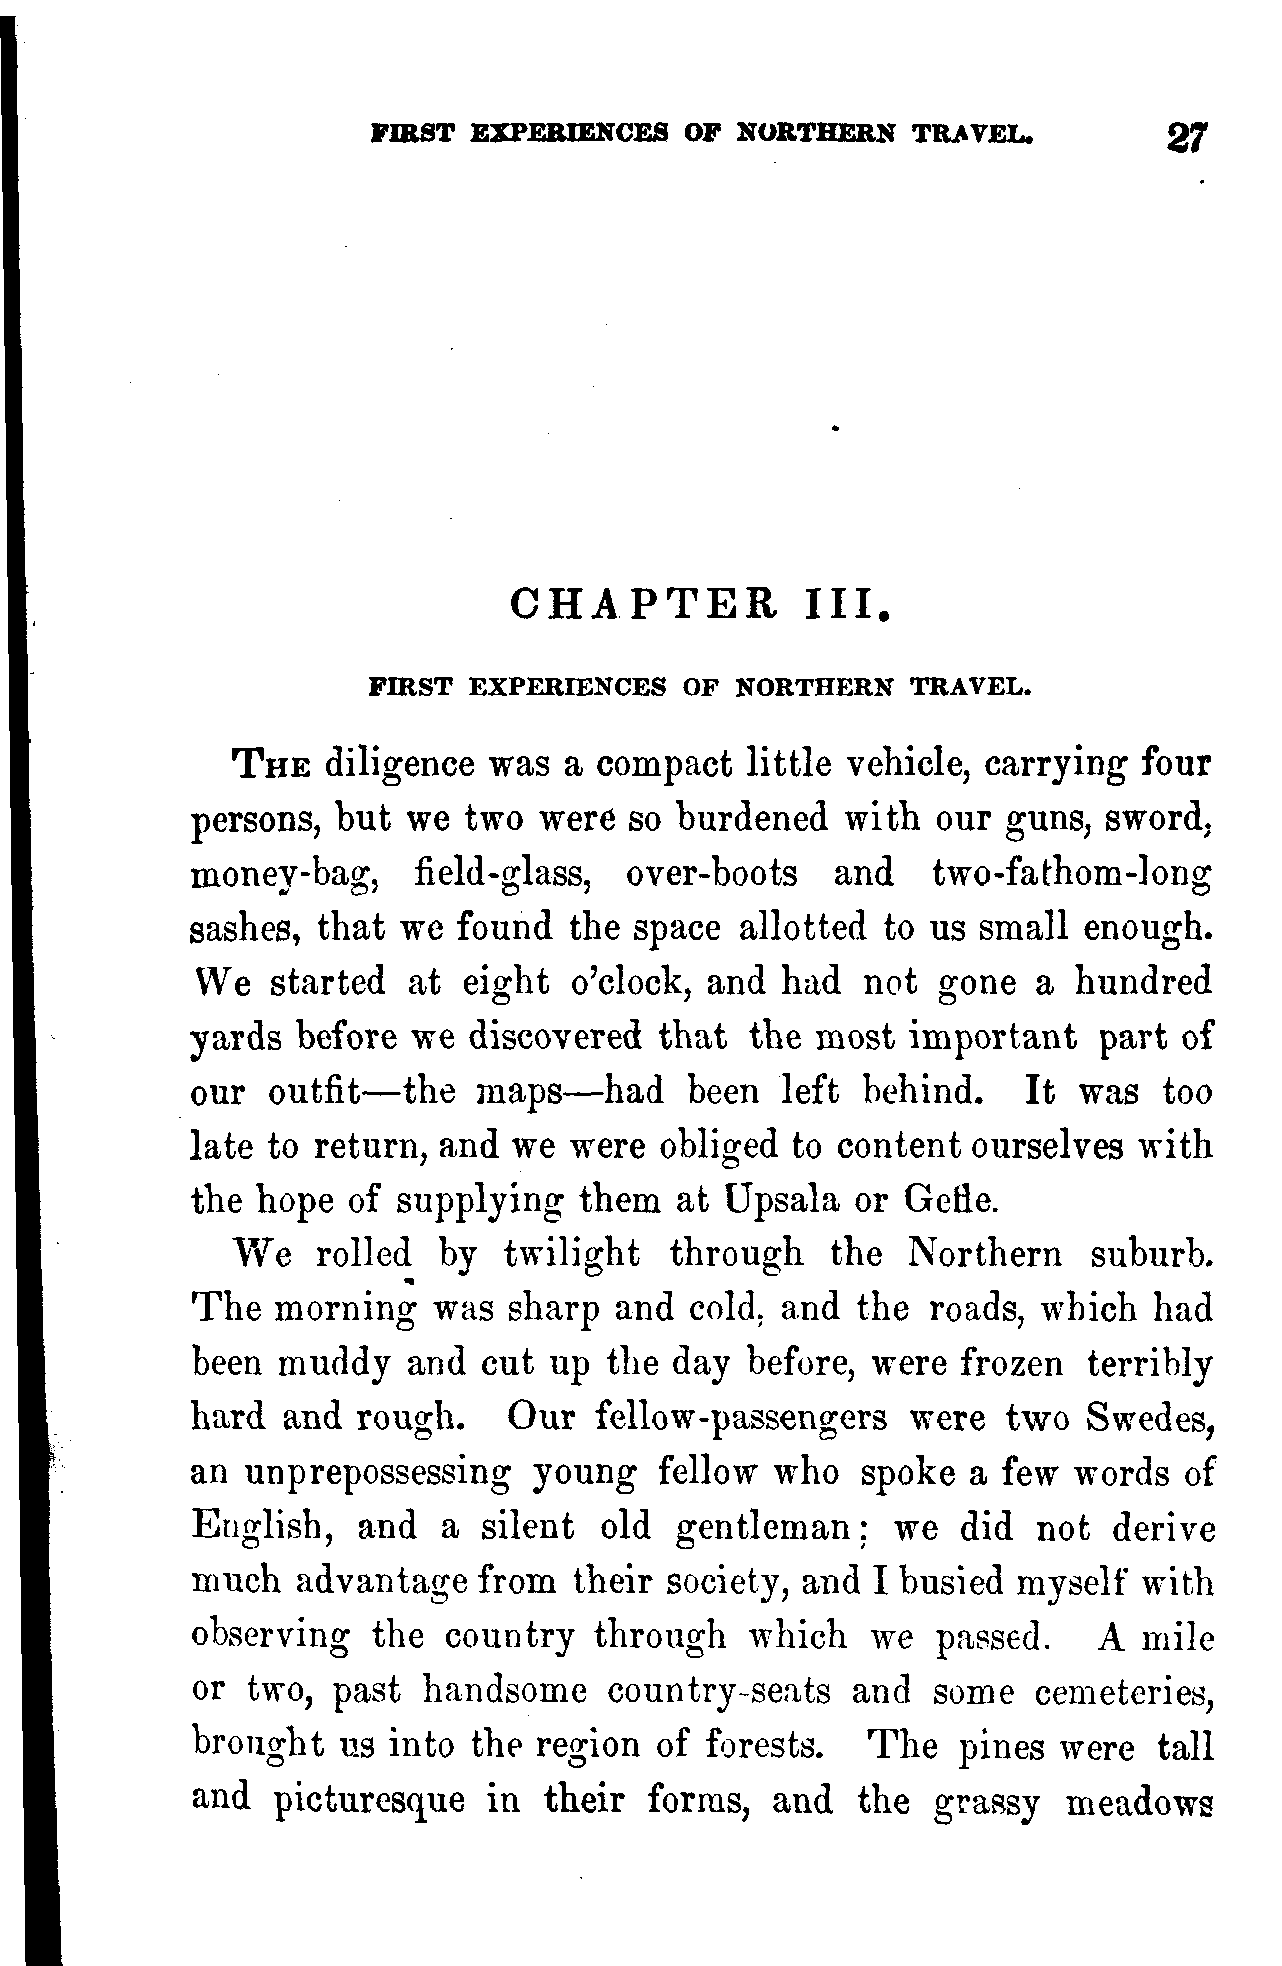 FIRST EXPERIENCES OF NORTHERN TRAVEL. 27
CHAPTER III.
FIRST EXPERIENCES OF NORTHERN TRAVEL.
THE diligence was a compact little vehicle, carrying four
persons, but we two were so burdened with our guns, sword,
money-bag, field-glass, over-boots and two-fathom-long
sashes, that we found the space allotted to us small enough.
We started at eight o'clock, and had not gone a hundred
yards before we discovered that the most important part of
our outfit—the maps—had been left behind. It was too
late to return, and we were obliged to content ourselves with
the hope of supplying them at Upsala or Gefle.
We rolled by twilight through the Northern suburb.
The morning was sharp and cold, and the roads, which had
been muddy and cut up the day before, were frozen terribly
hard and rough. Our fellow-passengers were two Swedes,
an unprepossessing young fellow who spoke a few words of
English, and a silent old gentleman; we did not derive
much advantage from their society, and I busied myself with
observing the country through which we passed. A mile
or two, past handsome country-seats and some cemeteries,
brought us into the region of forests. The pines were tall
and picturesque in their forms, and the grassy meadows